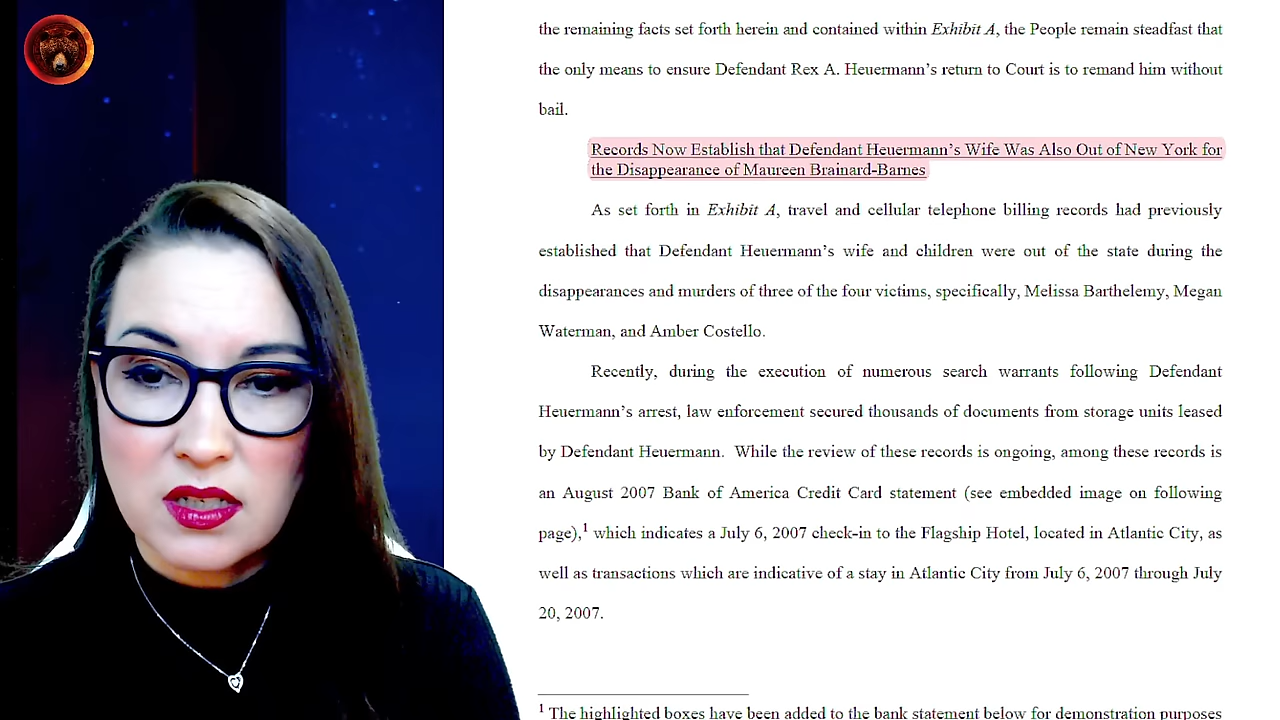 the remaining facts set forth herein and contained within Exhibit A, the People remain steadfast that
the only means to ensure Defendant Rex A. Heuermann’s return to Court is to remand him without
bail.
Records Now Establish that Defendant Heuermann’s Wife Was Also Out of New York for
the Disappearance of Maureen Brainard-Barnes
As set forth in Exhibit A, travel and cellular telephone billing records had previously
established that Defendant Heuermann’s wife and children were out of the state during the
disappearances and murders of three of the four victims, specifically, Melissa Barthelemy, Megan
Waterman, and Amber Costello.
Recently, during the execution of numerous search warrants following Defendant
Heuermann’s arrest, law enforcement secured thousands of documents from storage units leased
by Defendant Heuermann.  While the review of these records is ongoing, among these records is
an August 2007 Bank of America Credit Card statement (see embedded image on following
page),1 which indicates a July 6, 2007 check-in to the Flagship Hotel, located in Atlantic City, as
well as transactions which are indicative of a stay in Atlantic City from July 6, 2007 through July
20, 2007.
1 The highlighted boxes have been added to the bank statement below for demonstration purposes